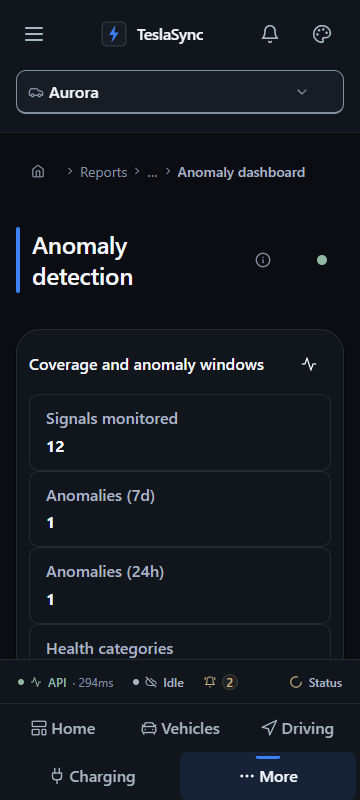 TeslaSync
Aurora
Reports ... Anomaly dashboard
Anomaly
detection
Coverage and anomaly windows
Signals monitored
12
Anomalies (7d)
1
Anomalies (24h)
1
Health categories
API · 294ms Idle 2 Status
Home Vehicles Driving
Charging More